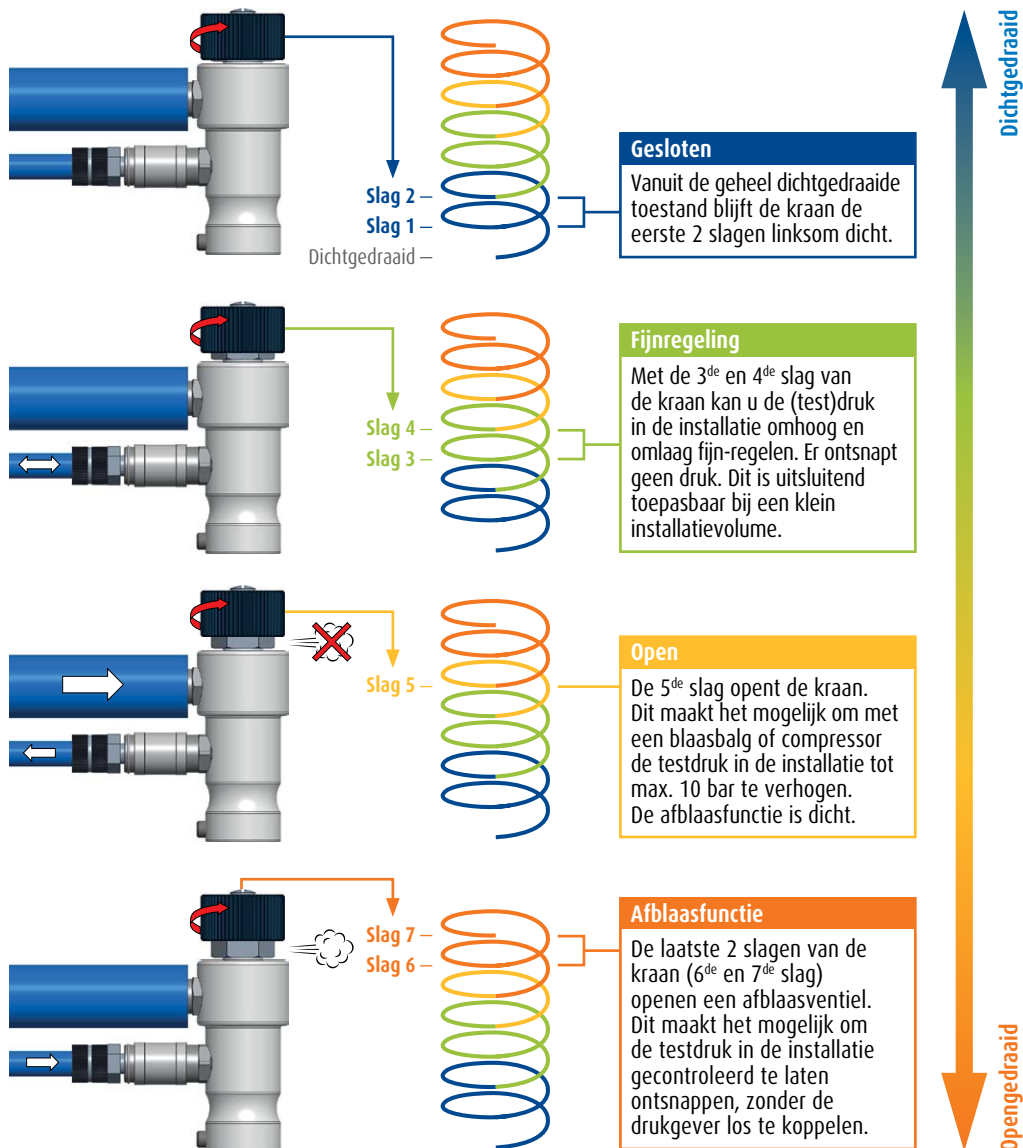 Dichtgedraaid
Slag 2 –
Slag 1 –
Dichtgedraaid –
Gesloten
Vanuit de geheel dichtgedraaide
toestand blijft de kraan de
eerste 2 slagen linksom dicht.
Slag 4 –
Slag 3 –
Fijnregeling
Met de 3de en 4de slag van
de kraan kan u de (test)druk
in de installatie omhoog en
omlaag fijn-regelen. Er ontsnapt
geen druk. Dit is uitsluitend
toepasbaar bij een klein
installatievolume.
Slag 5 –
Open
De 5de slag opent de kraan.
Dit maakt het mogelijk om met
een blaasbalg of compressor
de testdruk in de installatie tot
max. 10 bar te verhogen.
De afblaasfunctie is dicht.
Slag 7 –
Slag 6 –
Afblaasfunctie
De laatste 2 slagen van de
kraan (6de en 7de slag)
openen een afblaasventiel.
Dit maakt het mogelijk om
de testdruk in de installatie
gecontroleerd te laten
ontsnappen, zonder de
drukgever los te koppelen.
Opengedraaid